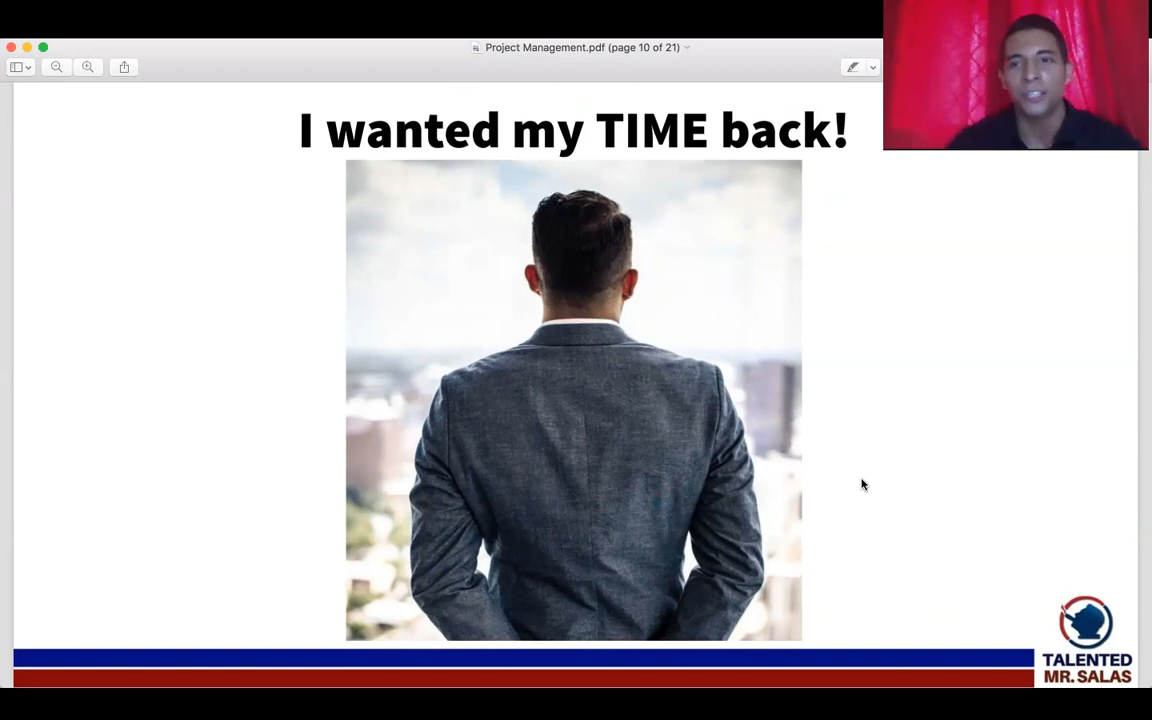 Project Management.pdf (page 10 of 21)
I wanted my TIME back!
TALENTED
MR. SALAS